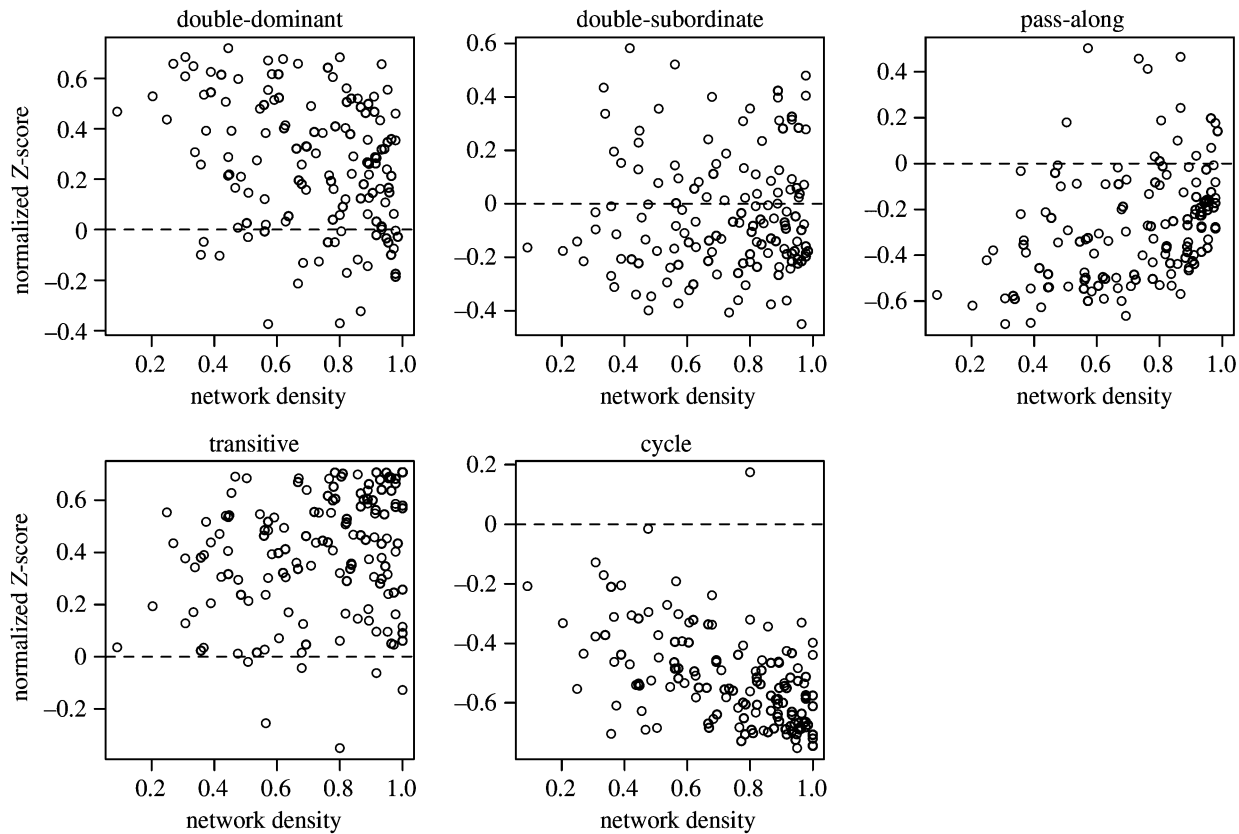 double-dominant
double-subordinate
pass-along
normalized Z-score
0.6
0.4
0.2
0
–0.2
–0.4
0.6
0.4
0.2
0
–0.2
–0.4
0.4
0.2
0
–0.2
–0.4
–0.6
0.2 0.4 0.6 0.8 1.0
0.2 0.4 0.6 0.8 1.0
0.2 0.4 0.6 0.8 1.0
network density
network density
network density
transitive
cycle
normalized Z-score
0.6
0.4
0.2
0
–0.2
0.2
0
–0.2
–0.4
–0.6
0.2 0.4 0.6 0.8 1.0
0.2 0.4 0.6 0.8 1.0
network density
network density